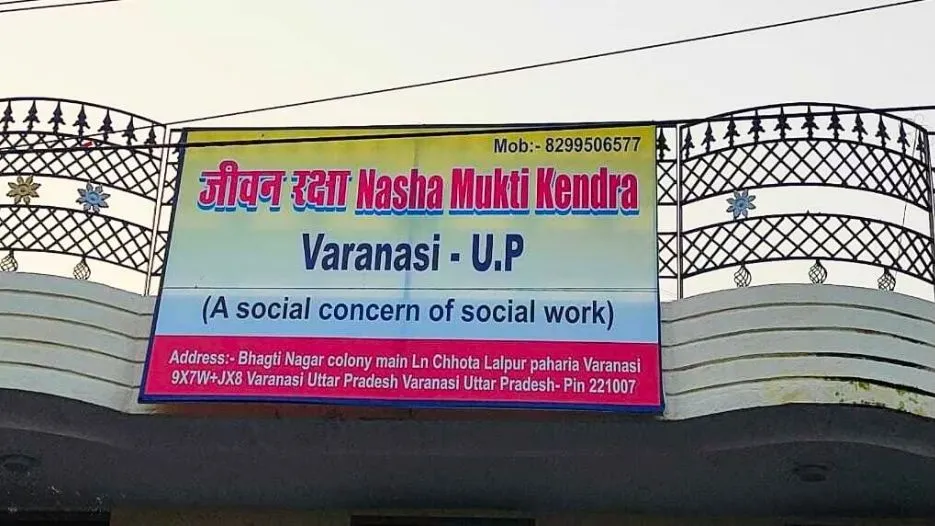 Mob:- 8299506577
जीवन रक्षा Nasha Mukti Kendra
Varanasi - U.P
(A social concern of social work)
Address:- Bhagti Nagar colony main Ln Chhota Lalpur paharia Varanasi
9X7W+JX8 Varanasi Uttar Pradesh Varanasi Uttar Pradesh- Pin 221007